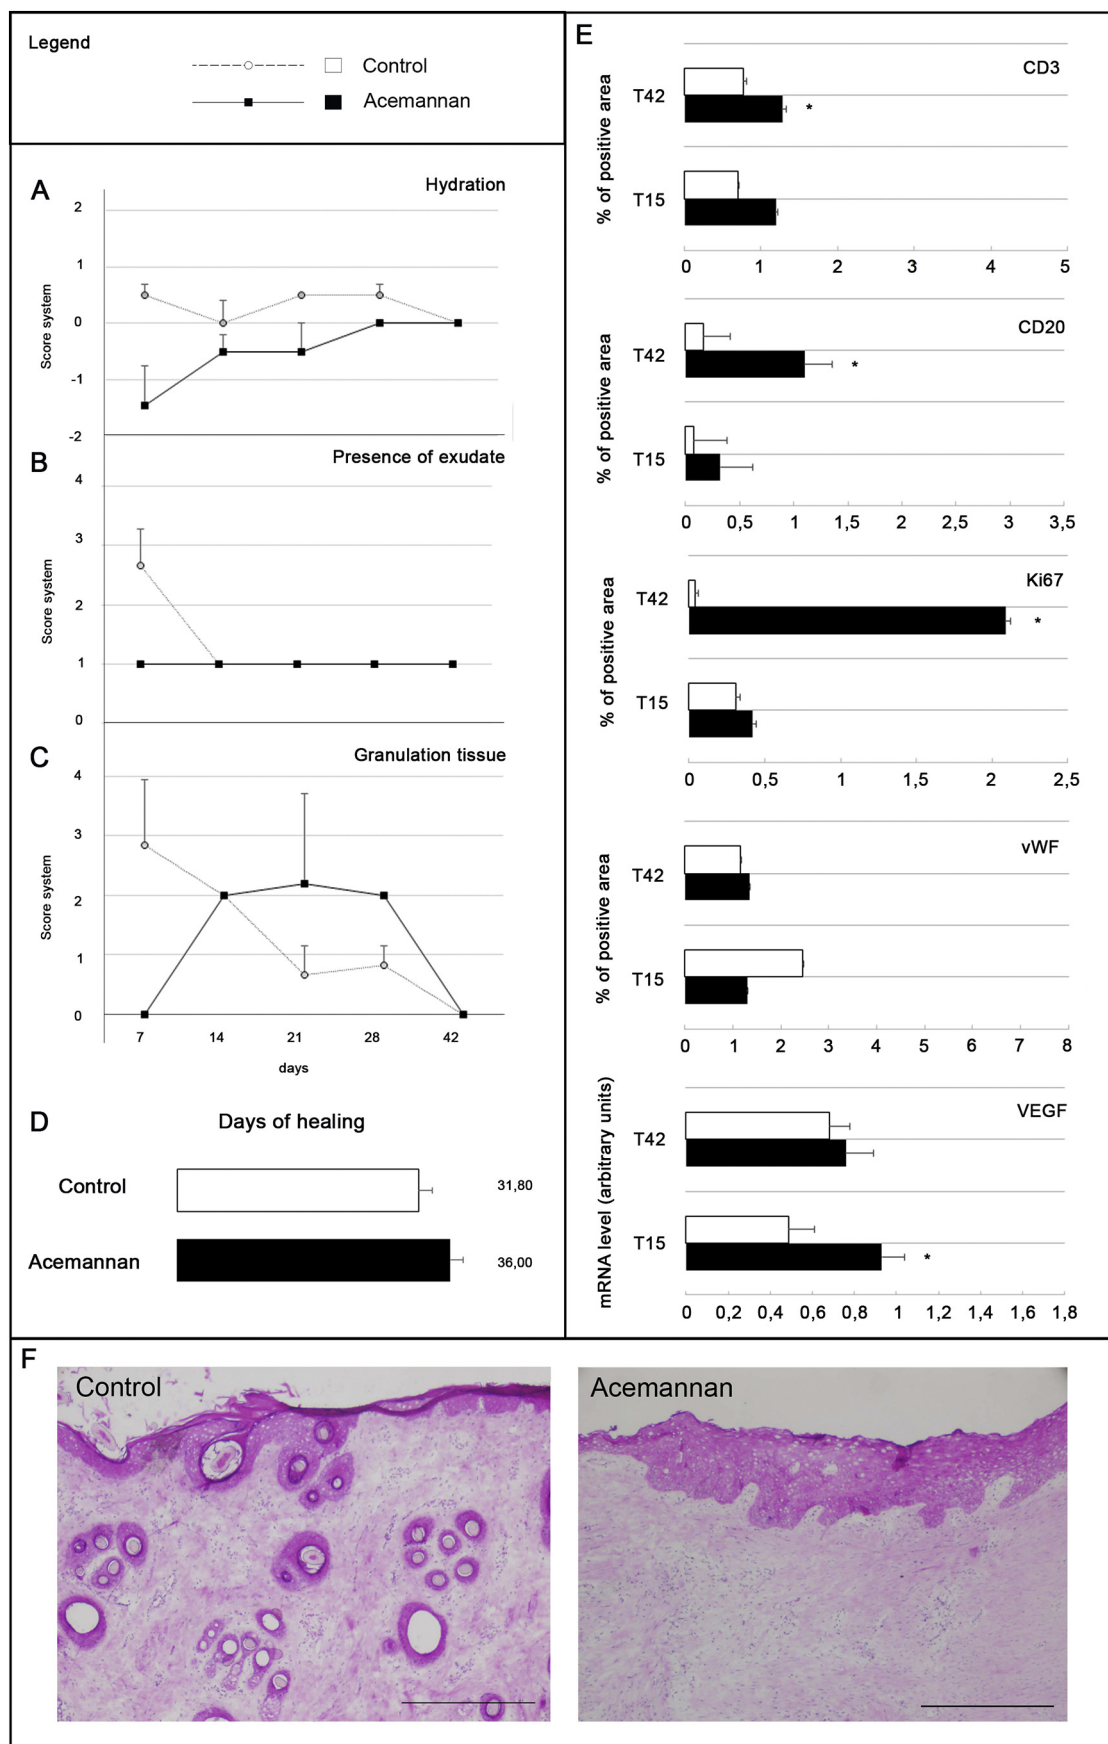 Legend
Control
Acemannan
A
Hydration
Score system
2
1
0
-1
-2
B
Presence of exudate
Score system
4
3
2
1
0
C
Granulation tissue
Score system
4
3
2
1
0
7 14 21 28 42
days
D
Days of healing
Control 31,80
Acemannan 36,00
E
CD3
% of positive area
T42
*
T15
0 1 2 3 4 5
CD20
% of positive area
T42
*
T15
0 0,5 1 1,5 2 2,5 3 3,5
Ki67
% of positive area
T42
*
T15
0 0,5 1 1,5 2 2,5
vWF
% of positive area
T42
T15
0 1 2 3 4 5 6 7 8
VEGF
mRNA level (arbitrary units)
T42
T15
*
0 0,2 0,4 0,6 0,8 1 1,2 1,4 1,6 1,8
F
Control
Acemannan